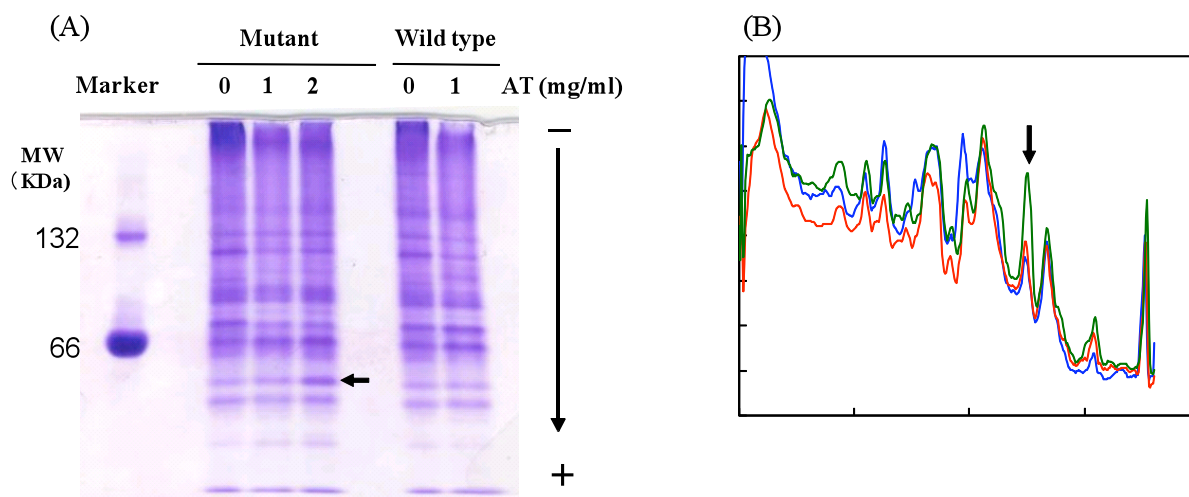 (A)
Mutant Wild type
Marker 0 1 2 0 1 AT (mg/ml)
MW
(KDa)
132
66
−
+
(B)